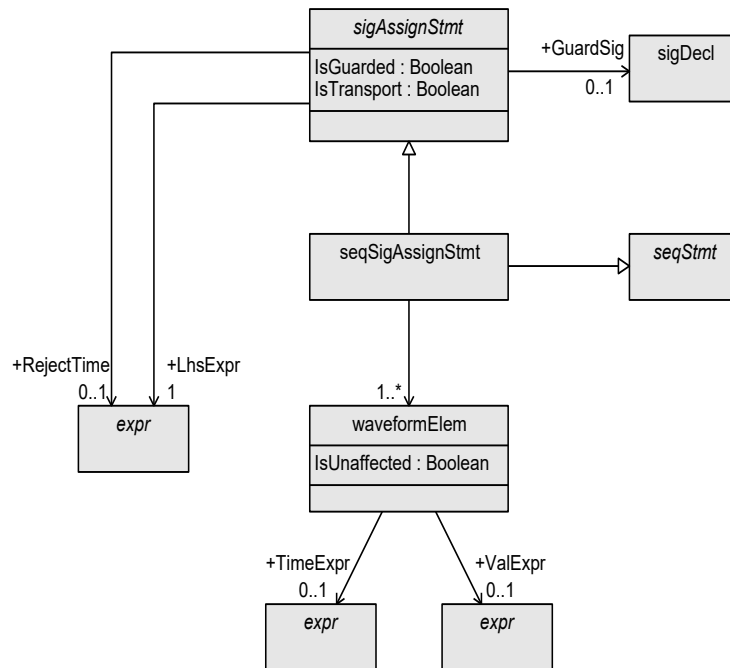 sigAssignStmt
IsGuarded : Boolean
IsTransport : Boolean
+GuardSig
0..1
sigDecl
seqSigAssignStmt
seqStmt
+RejectTime
0..1
+LhsExpr
1
expr
1..*
waveformElem
IsUnaffected : Boolean
+TimeExpr
0..1
+ValExpr
0..1
expr
expr